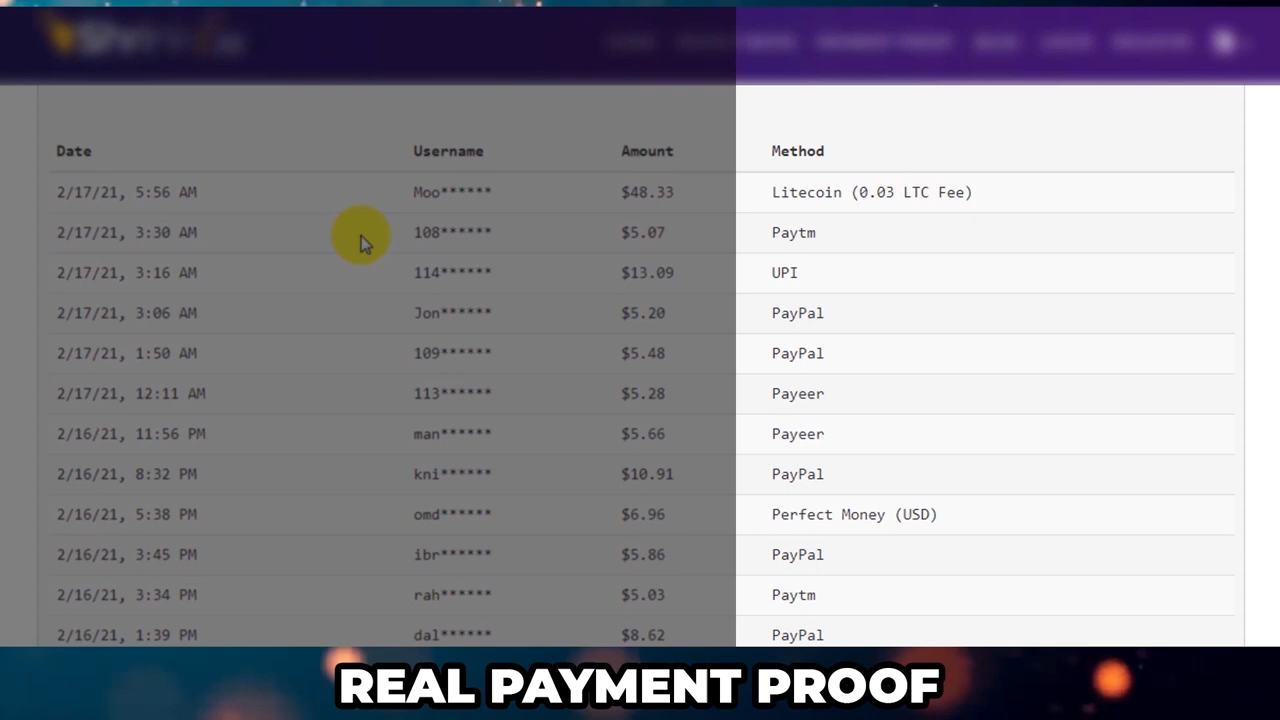 Date Username Amount Method
2/17/21, 5:56 AM Moo****** $48.33 Litecoin (0.03 LTC Fee)
2/17/21, 3:30 AM 108****** $5.07 Paytm
2/17/21, 3:16 AM 114****** $13.09 UPI
2/17/21, 3:06 AM Jon****** $5.20 PayPal
2/17/21, 1:50 AM 109****** $5.48 PayPal
2/17/21, 12:11 AM 113****** $5.28 Payeer
2/16/21, 11:56 PM man****** $5.66 Payeer
2/16/21, 8:32 PM kni****** $10.91 PayPal
2/16/21, 5:38 PM omd****** $6.96 Perfect Money (USD)
2/16/21, 3:45 PM ibr****** $5.86 PayPal
2/16/21, 3:34 PM rah****** $5.03 Paytm
2/16/21, 1:39 PM dal****** $8.62 PayPal
REAL PAYMENT PROOF